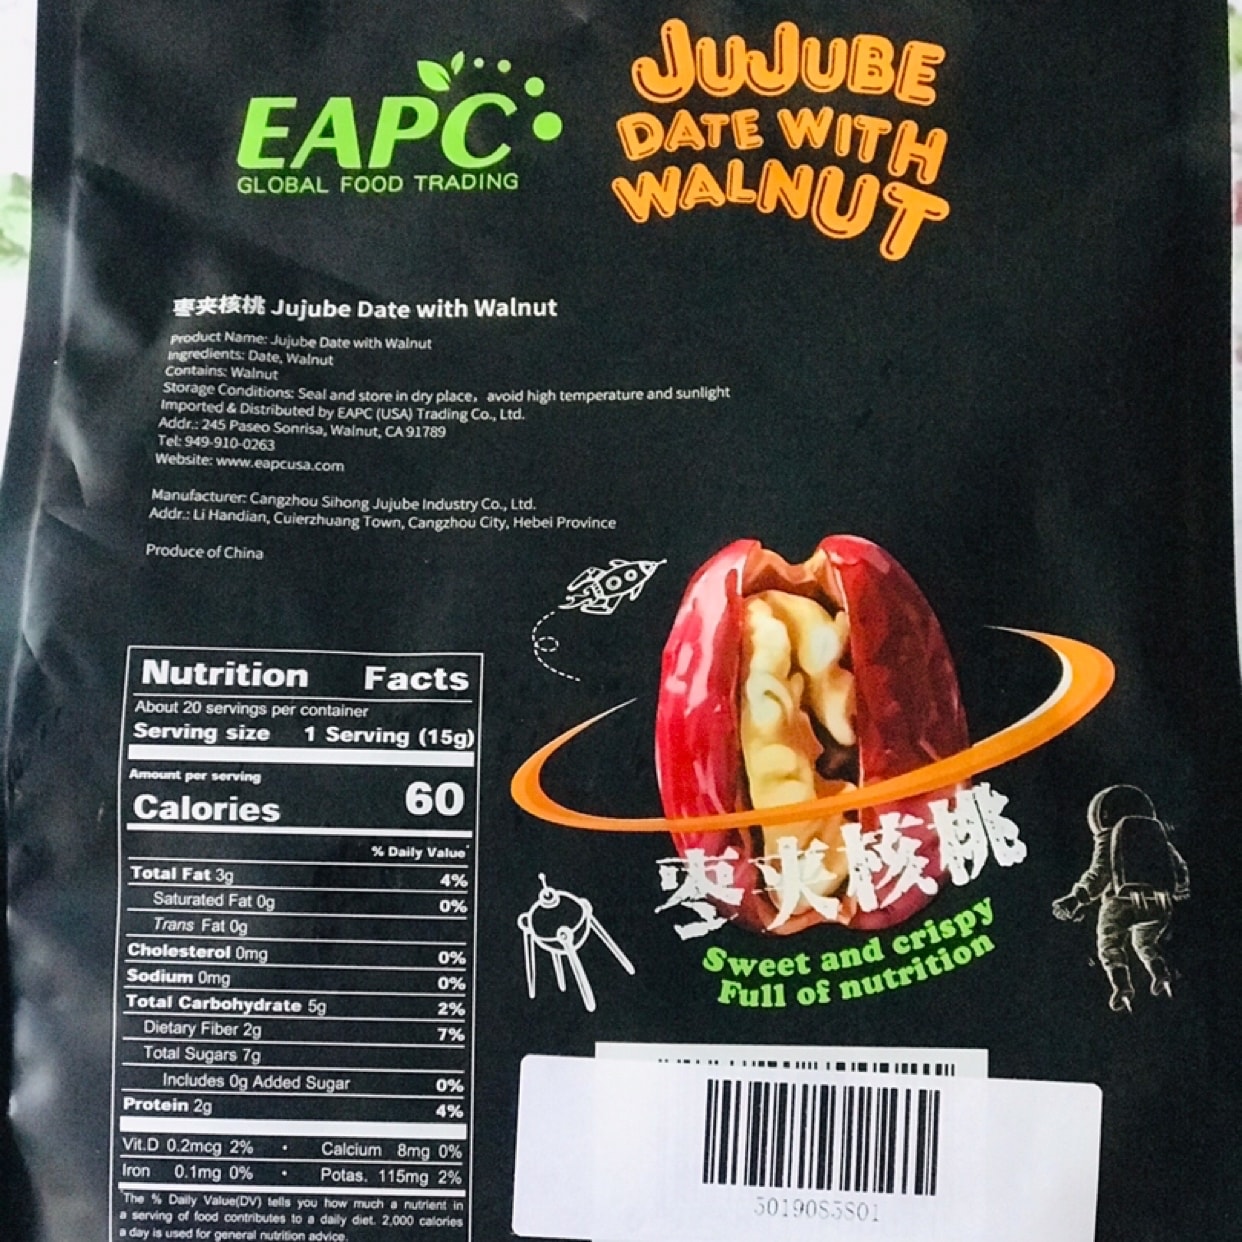 EAPC
GLOBAL FOOD TRADING
JUJUBE
DATE WITH
WALNUT
枣夹核桃 Jujube Date with Walnut
Product Name: Jujube Date with Walnut
Ingredients: Date, Walnut
Contains: Walnut
Storage Conditions: Seal and store in dry place，avoid high temperature and sunlight
Imported & Distributed by EAPC (USA) Trading Co., Ltd.
Addr.: 245 Paseo Sonrisa, Walnut, CA 91789
Tel: 949-910-0263
Website: www.eapcusa.com
Manufacturer: Cangzhou Sihong Jujube Industry Co., Ltd.
Addr.: Li Handian, Cuierzhuang Town, Cangzhou City, Hebei Province
Produce of China
Nutrition Facts
About 20 servings per container
Serving size 1 Serving (15g)
Amount per serving
Calories 60
% Daily Value*
Total Fat 3g 4%
Saturated Fat 0g 0%
Trans Fat 0g
Cholesterol 0mg 0%
Sodium 0mg 0%
Total Carbohydrate 5g 2%
Dietary Fiber 2g 7%
Total Sugars 7g
Includes 0g Added Sugar 0%
Protein 2g 4%
Vit.D 0.2mcg 2% • Calcium 8mg 0%
Iron 0.1mg 0% • Potas. 115mg 2%
*The % Daily Value(DV) tells you how much a nutrient in
a serving of food contributes to a daily diet. 2,000 calories
a day is used for general nutrition advice.
枣夹核桃
Sweet and crispy
Full of nutrition
5019085801